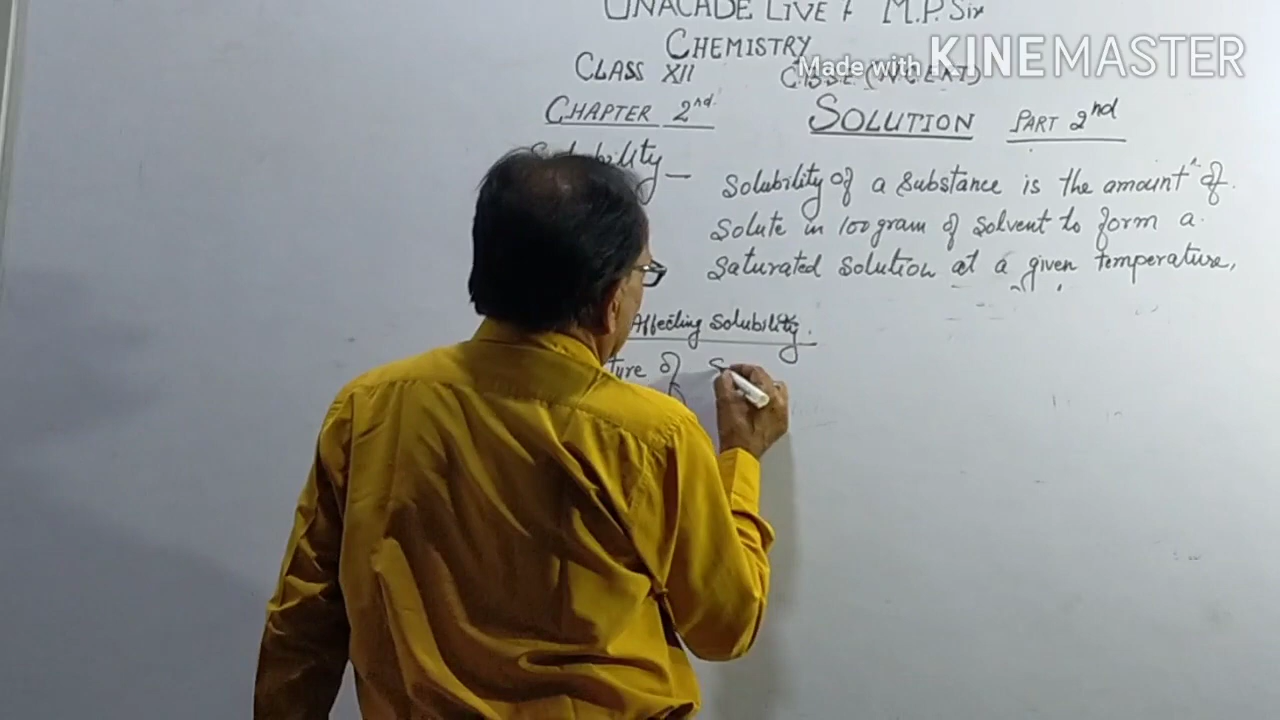 UNACADE LIVE M.P. Sir
CHEMISTRY
Made with KINEMASTER
CLASS XII CBSE (NCERT)
CHAPTER 2nd. SOLUTION PART 2nd
Solubility of a Substance is the amount of
Solute in 100 gram of Solvent to form a
Saturated Solution at a given temperature,
Affecting Solubility.
of